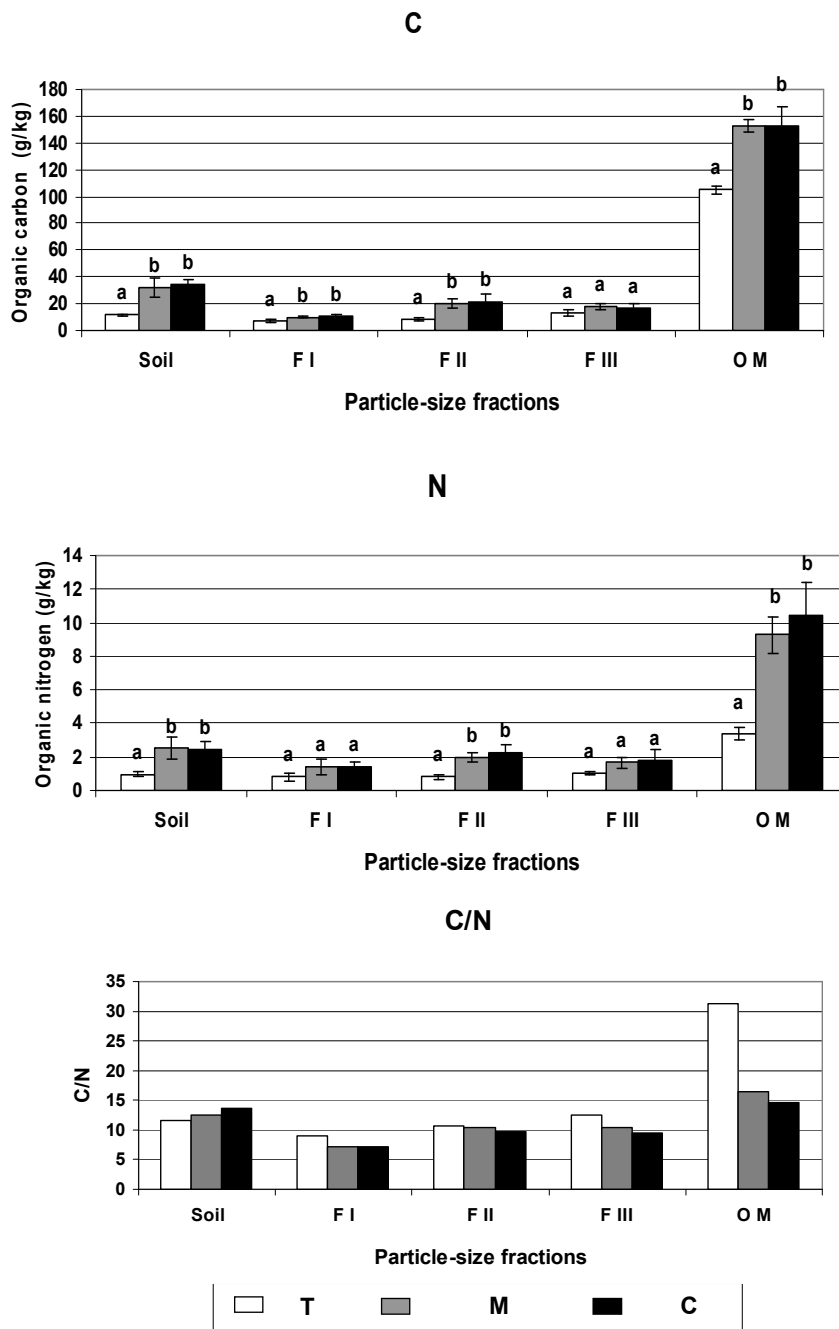 C
Organic carbon (g/kg)
180
160
140
120
100
80
60
40
20
0
a b b
a b b
a b b
a a a
a b b
Soil F I F II F III O M
Particle-size fractions
N
Organic nitrogen (g/kg)
14
12
10
8
6
4
2
0
a b b
a a a
a b b
a a a
a b b
Soil F I F II F III O M
Particle-size fractions
C/N
C/N
35
30
25
20
15
10
5
0
Soil F I F II F III O M
Particle-size fractions
T M C